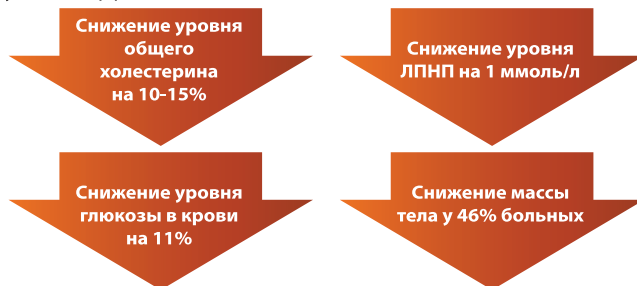 Снижение уровня
общего
холестерина
на 10-15%
Снижение уровня
ЛПНП на 1 ммоль/л
Снижение уровня
глюкозы в крови
на 11%
Снижение массы
тела у 46% больных